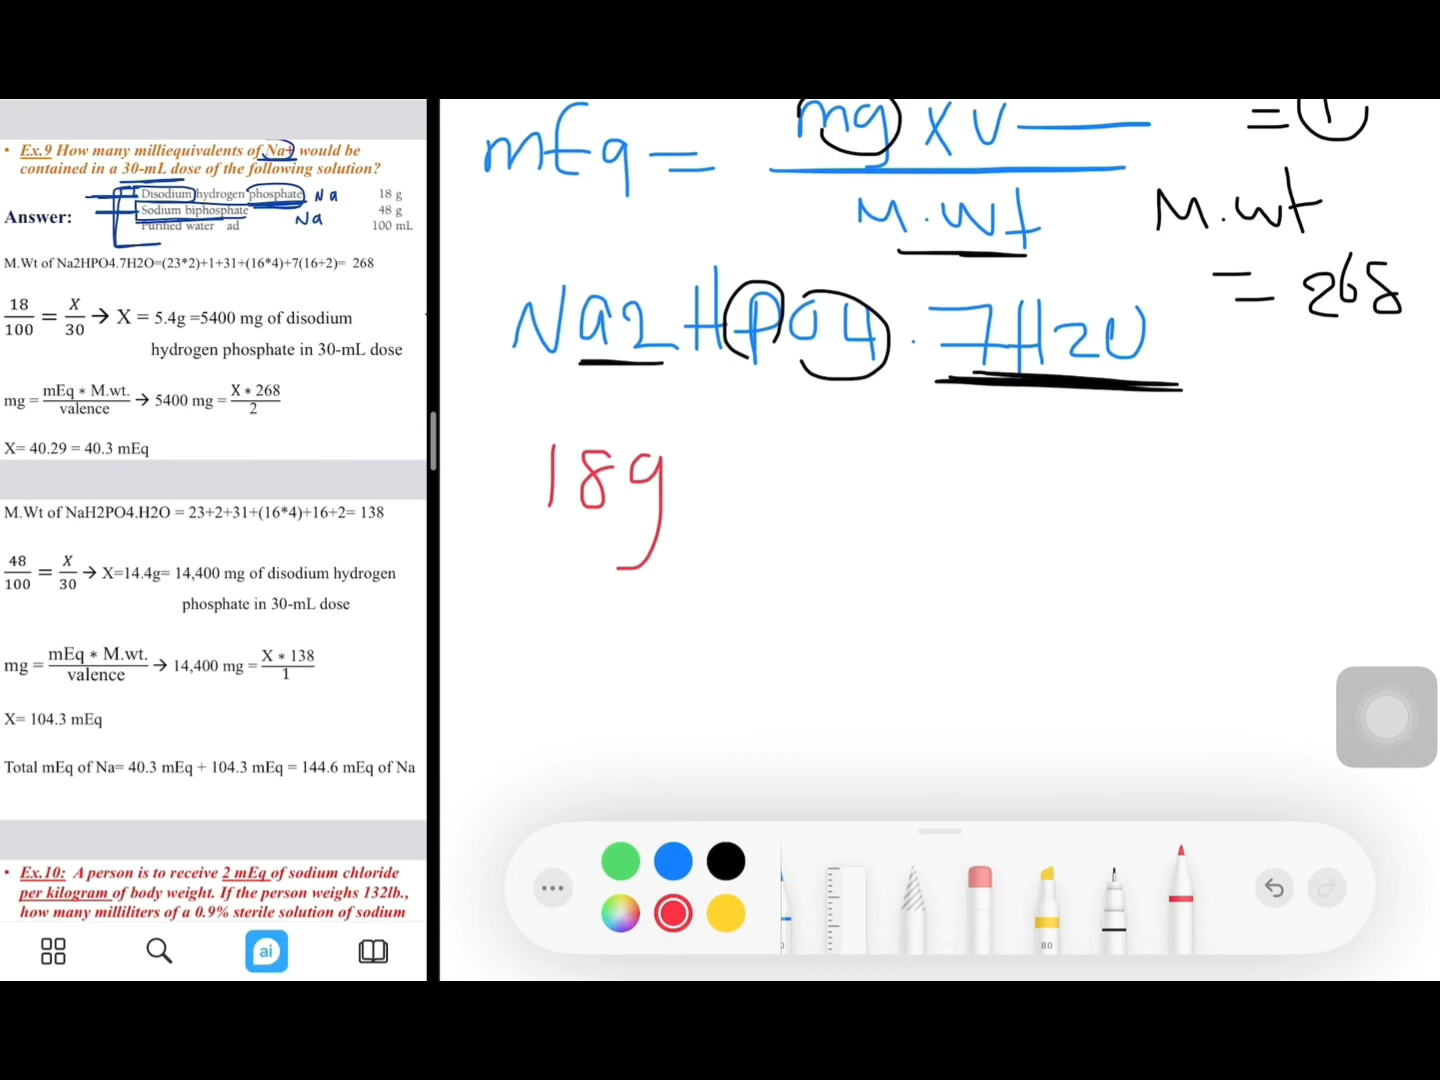 • Ex.9 How many milliequivalents of Na+ would be
contained in a 30-mL dose of the following solution?
Disodium hydrogen phosphate Na 18 g
Answer: Sodium biphosphate Na 48 g
Purified water ad 100 mL
M.Wt of Na2HPO4.7H2O=(23*2)+1+31+(16*4)+7(16+2)= 268
18/100 = X/30 → X = 5.4g =5400 mg of disodium
hydrogen phosphate in 30-mL dose
mg = mEq * M.wt./valence → 5400 mg = X * 268/2
X= 40.29 = 40.3 mEq
M.Wt of NaH2PO4.H2O = 23+2+31+(16*4)+16+2= 138
48/100 = X/30 → X=14.4g= 14,400 mg of disodium hydrogen
phosphate in 30-mL dose
mg = mEq * M.wt./valence → 14,400 mg = X * 138/1
X= 104.3 mEq
Total mEq of Na= 40.3 mEq + 104.3 mEq = 144.6 mEq of Na
• Ex.10: A person is to receive 2 mEq of sodium chloride
per kilogram of body weight. If the person weighs 132lb.,
how many milliliters of a 0.9% sterile solution of sodium
ai
mEq = mg x v
M.wt
= 1
M.wt
= 268
Na2HPO4.7H2O
18g
80